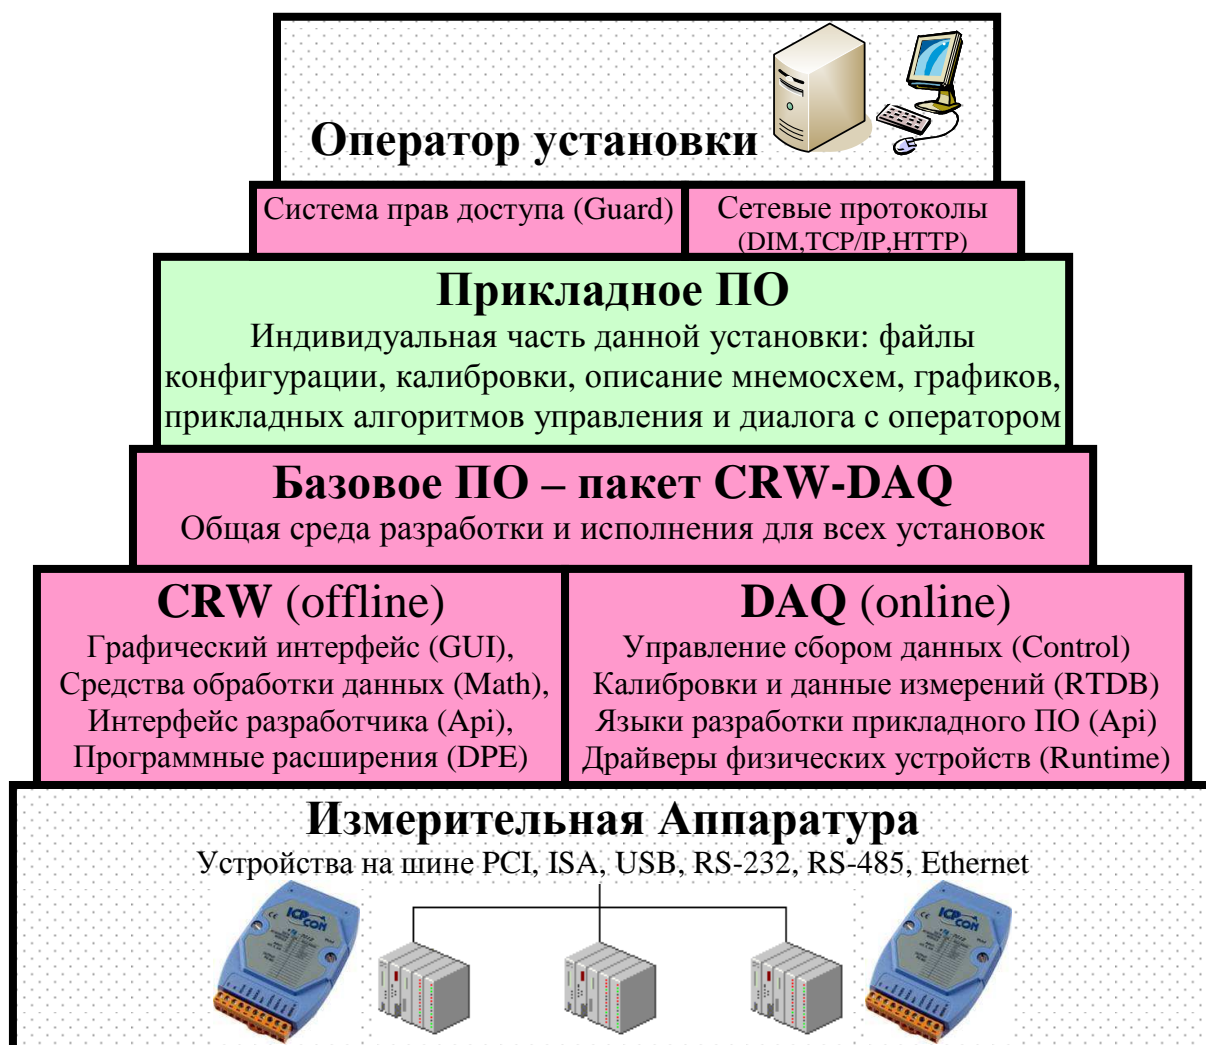 Оператор установки
Система прав доступа (Guard)
Сетевые протоколы
(DIM,TCP/IP,HTTP)
Прикладное ПО
Индивидуальная часть данной установки: файлы
конфигурации, калибровки, описание мнемосхем, графиков,
прикладных алгоритмов управления и диалога с оператором
Базовое ПО – пакет CRW-DAQ
Общая среда разработки и исполнения для всех установок
CRW (offline)
Графический интерфейс (GUI),
Средства обработки данных (Math),
Интерфейс разработчика (Api),
Программные расширения (DPE)
DAQ (online)
Управление сбором данных (Control)
Калибровки и данные измерений (RTDB)
Языки разработки прикладного ПО (Api)
Драйверы физических устройств (Runtime)
Измерительная Аппаратура
Устройства на шине PCI, ISA, USB, RS-232, RS-485, Ethernet
ICP
CON
ICP
CON